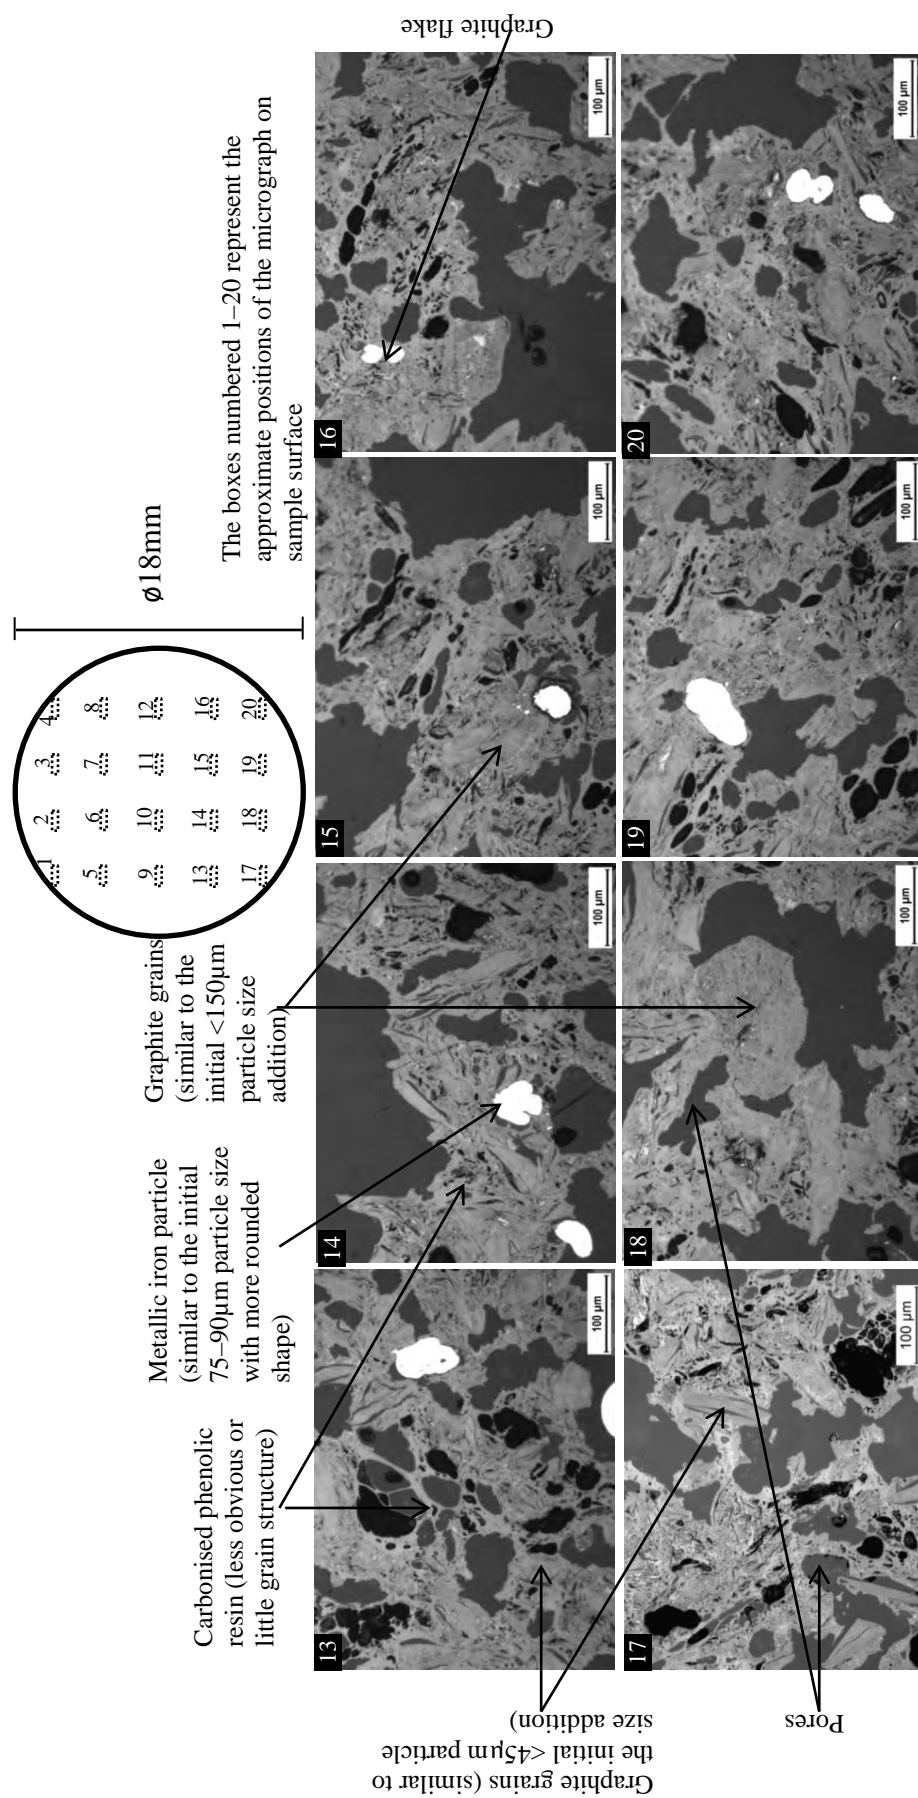 Graphite flake
The boxes numbered 1–20 represent the
approximate positions of the micrograph on
sample surface
ø18mm
1 2 3 4
5 6 7 8
9 10 11 12
13 14 15 16
17 18 19 20
Graphite grains
(similar to the
initial <150µm
particle size
addition)
Metallic iron particle
(similar to the initial
75–90µm particle size
with more rounded
shape)
Carbonised phenolic
resin (less obvious or
little grain structure)
13
100 µm
14
100 µm
15
100 µm
16
100 µm
17
100 µm
18
100 µm
19
100 µm
20
100 µm
Graphite grains (similar to
the initial <45µm particle
size addition)
Pores